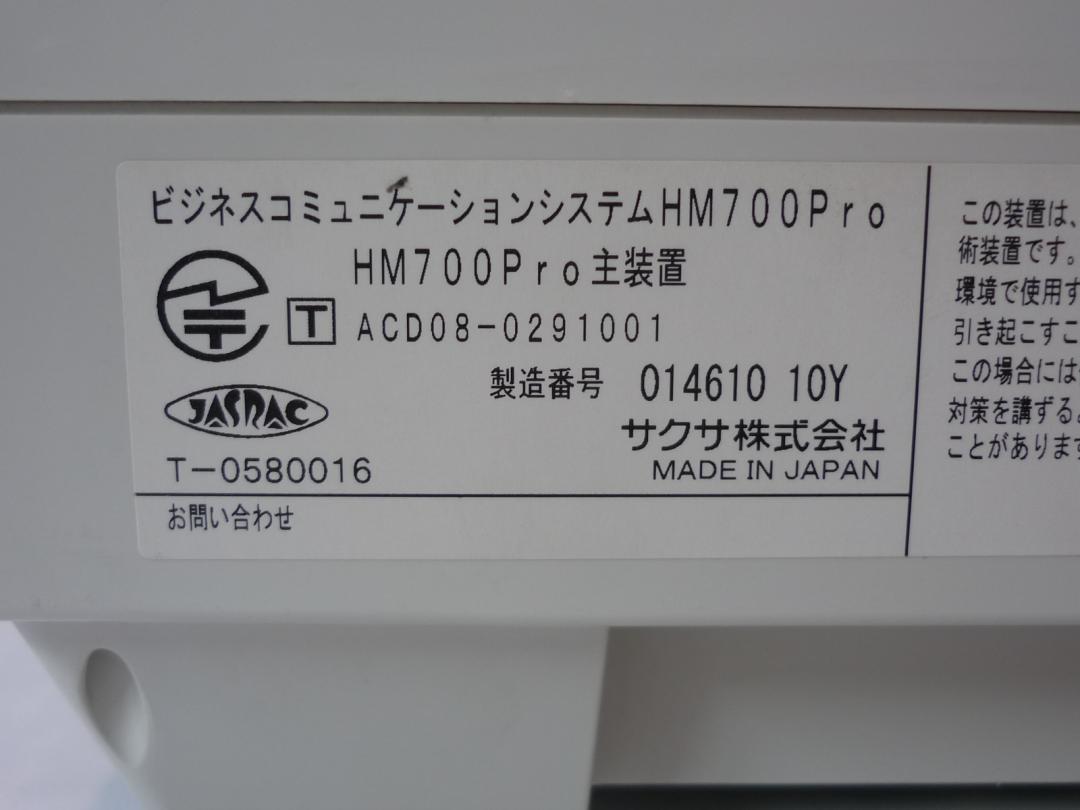 ビジネスコミュニケーションシステムHM700Pro
HM700Pro主装置
T ACD08-0291001
製造番号 014610 10Y
JASRAC
サクサ株式会社
T-0580016
MADE IN JAPAN
お問い合わせ
この装置は、
術装置です。
環境で使用す
引き起こすこ
この場合には
対策を講ずる
ことがあります